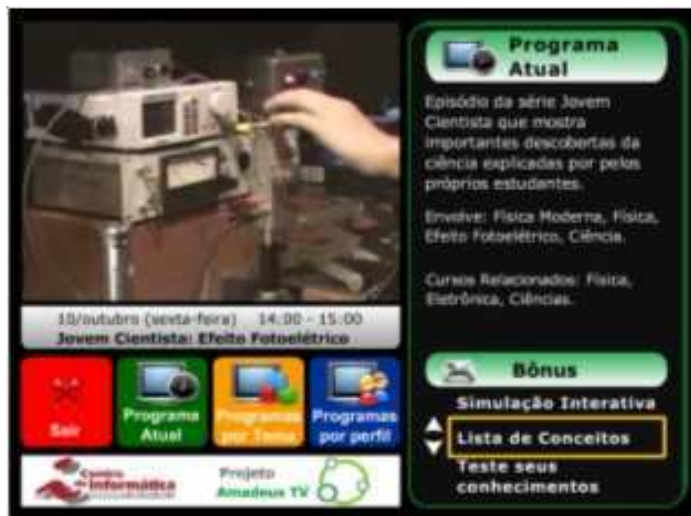 10/outubro (sexta-feira) 14:00 - 15:00
Jovem Cientista: Efeito Fotoelétrico
Sair
Programa
Atual
Programas
por Tema
Programas
por perfil
Centro
de Informática
Projeto
Amadeus TV
Programa
Atual
Episódio da série Jovem
Cientista que mostra
importantes descobertas da
ciência explicadas por pelos
próprios estudantes.
Envolve: Física Moderna, Física,
Efeito Fotoelétrico, Ciência.
Cursos Relacionados: Física,
Eletrônica, Ciências.
Bônus
Simulação Interativa
Lista de Conceitos
Teste seus
conhecimentos